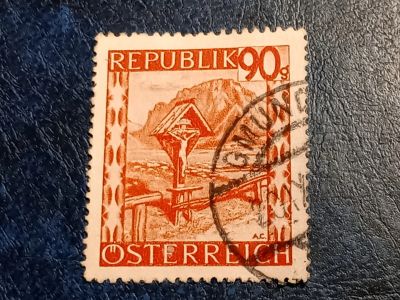 REPUBLIK 90g
GMUND
A.C.
ÖSTERREICH